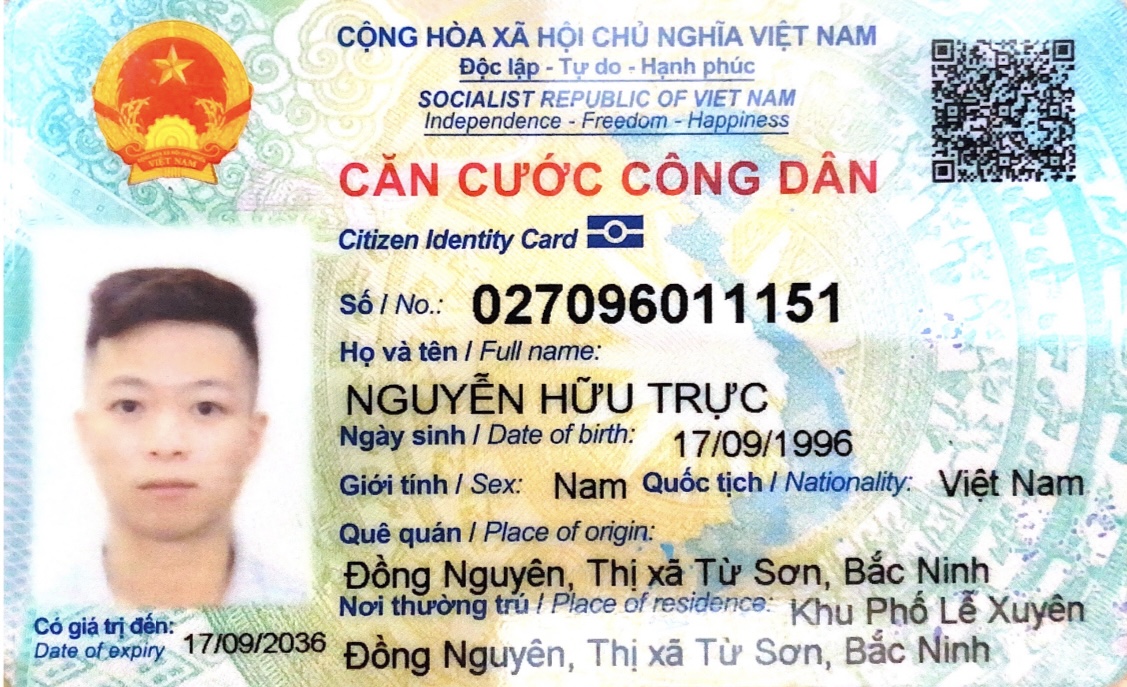 CỘNG HÒA XÃ HỘI CHỦ NGHĨA VIỆT NAM
Độc lập - Tự do - Hạnh phúc
SOCIALIST REPUBLIC OF VIET NAM
Independence - Freedom - Happiness
CĂN CƯỚC CÔNG DÂN
Citizen Identity Card
Số / No.: 027096011151
Họ và tên / Full name:
NGUYỄN HỮU TRỰC
Ngày sinh / Date of birth: 17/09/1996
Giới tính / Sex: Nam Quốc tịch / Nationality: Việt Nam
Quê quán / Place of origin:
Đồng Nguyên, Thị xã Từ Sơn, Bắc Ninh
Nơi thường trú / Place of residence: Khu Phố Lễ Xuyên
Đồng Nguyên, Thị xã Từ Sơn, Bắc Ninh
Có giá trị đến: 17/09/2036
Date of expiry
VIỆT NAM